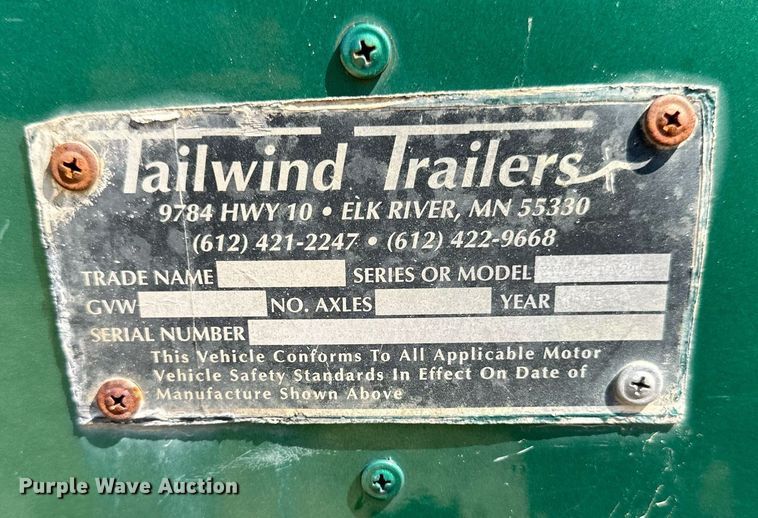 Tailwind Trailers
9784 HWY 10 • ELK RIVER, MN 55330
(612) 421-2247 • (612) 422-9668
TRADE NAME SERIES OR MODEL
GVW NO. AXLES YEAR
SERIAL NUMBER
This Vehicle Conforms To All Applicable Motor
Vehicle Safety Standards In Effect On Date of
Manufacture Shown Above
Purple Wave Auction